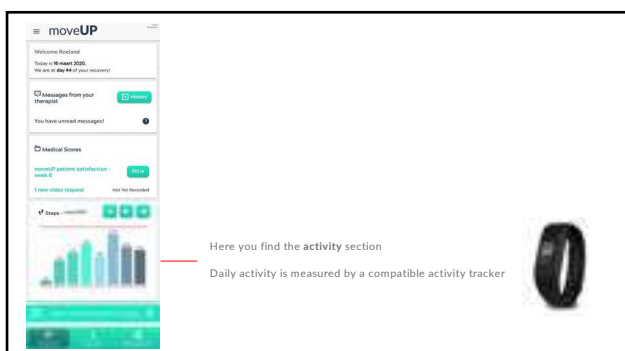 moveUP
Welcome Roeland
Today is 16 maart 2020.
We are at day 44 of your recovery!
Messages from your
therapist
History
You have unread messages!
Medical Scores
moveUP patient satisfaction -
week 6
Fill in
1 new video request
Not Yet Recorded
Steps -
Here you find the activity section
Daily activity is measured by a compatible activity tracker